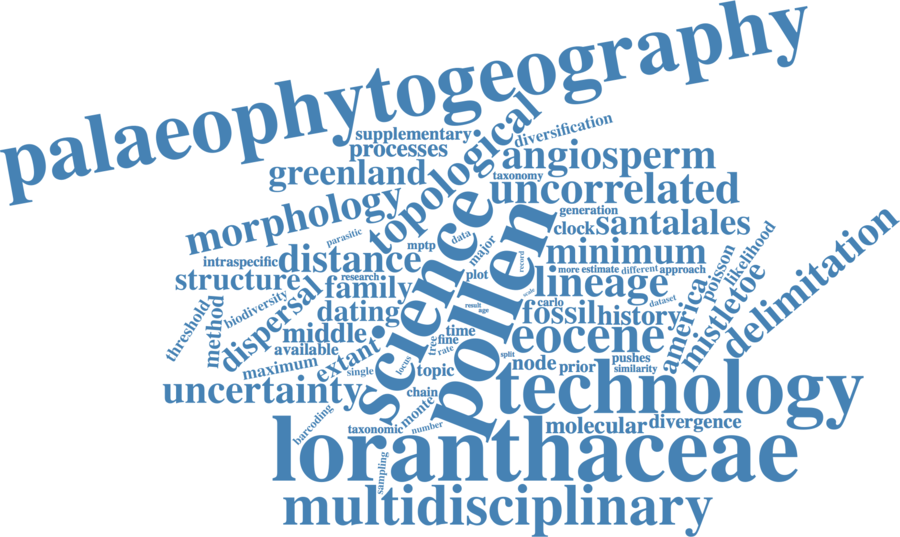 palaeophytogeography
supplementary
processes
diversification
topological
angiosperm
greenland
taxonomy
uncorrelated
morphology
science
pollen
generation
clock
santalales
parasitic
mptp
data
major
record
minimum
delimitation
intraspecific
distance
structure
research
family
plot
more
estimate
different
approach
lineage
poisson
likelihood
america
mistletoe
scale
carlo
dataset
threshold
method
biodiversity
dispersal
dating
result
age
fossil
history
middle
time
fine
tree
rate
eocene
available
extant
maximum
single
locus
topic
split
node
prior
pushes
similarity
uncertainty
chain
monte
technology
barcoding
taxonomic
number
molecular
divergence
sampling
loranthaceae
multidisciplinary